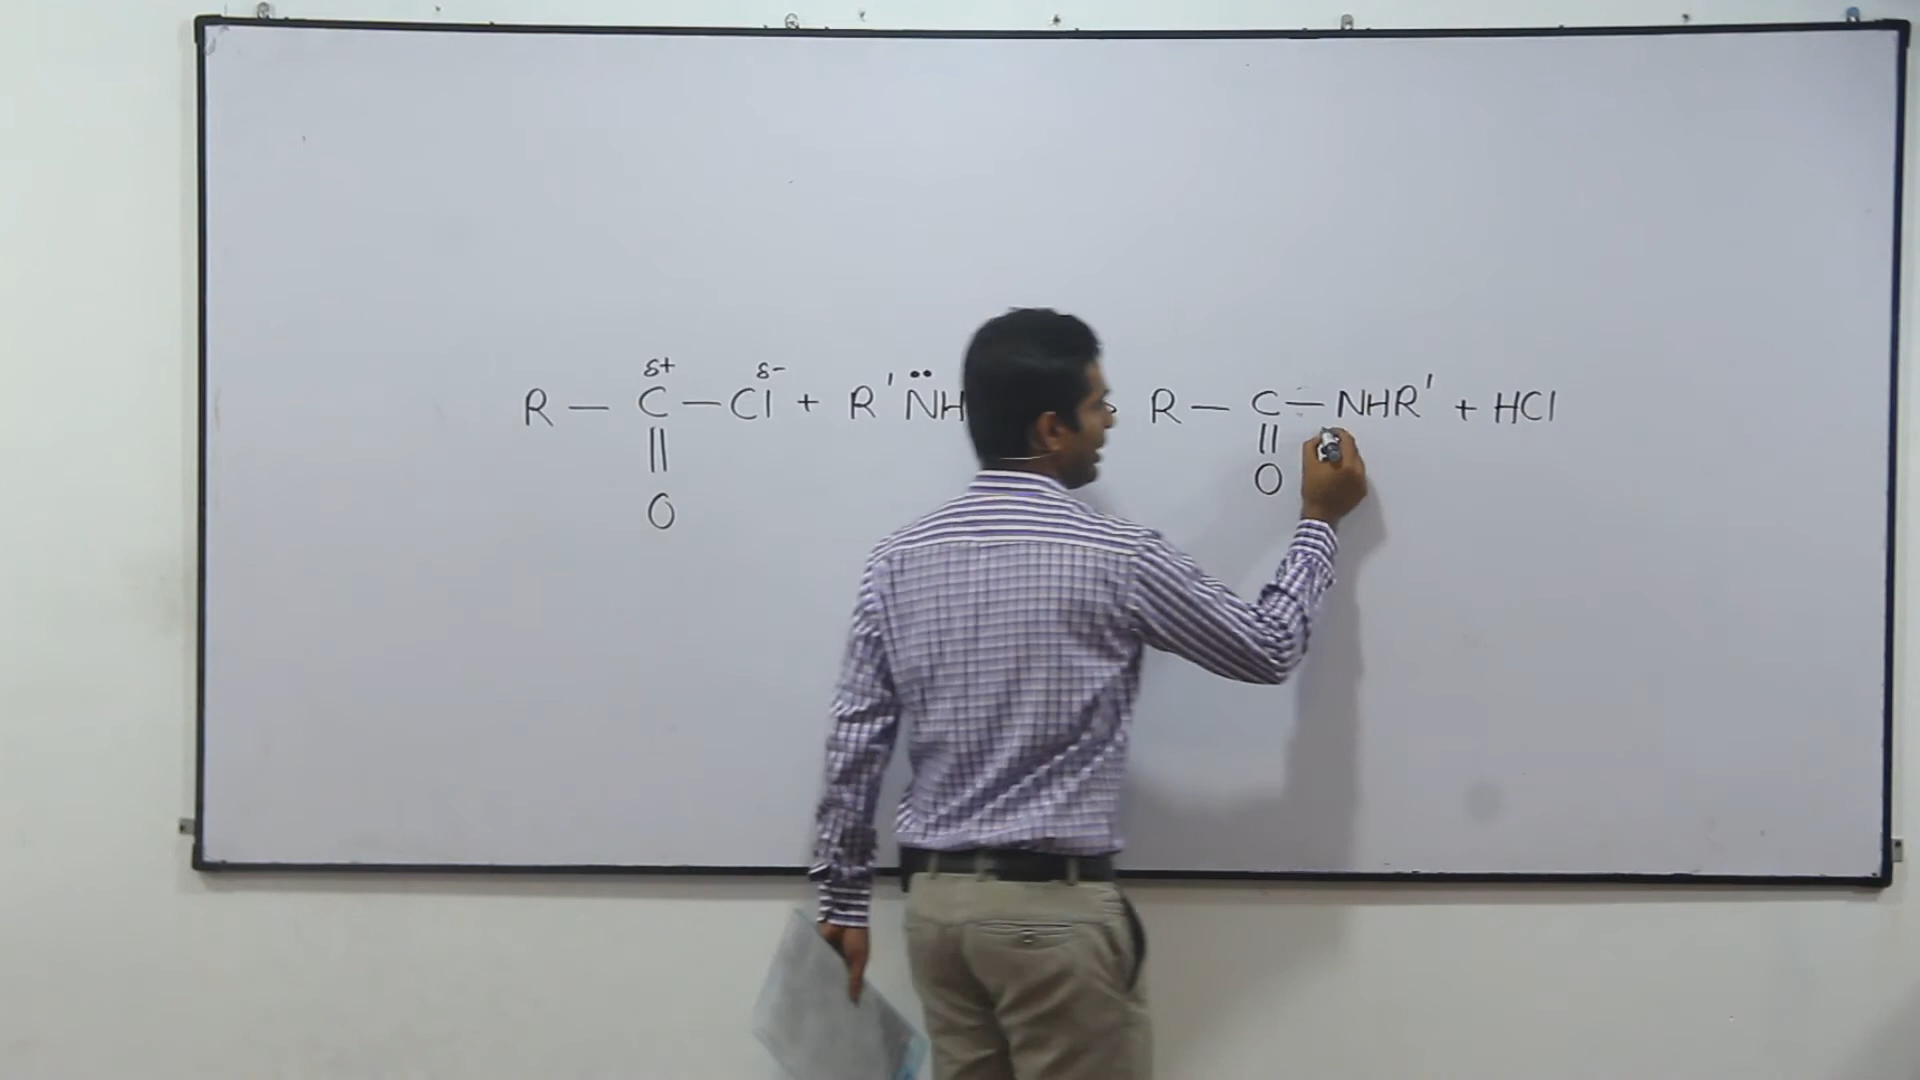 δ+ δ-
R — C — Cl + R' N̈H R — C — NHR' + HCl
|| ||
O O